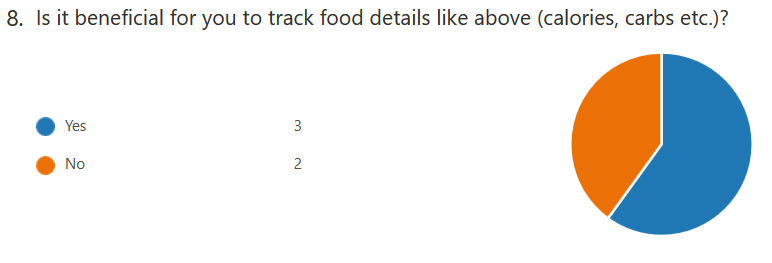 8. Is it beneficial for you to track food details like above (calories, carbs etc.)?
Yes 3
No 2